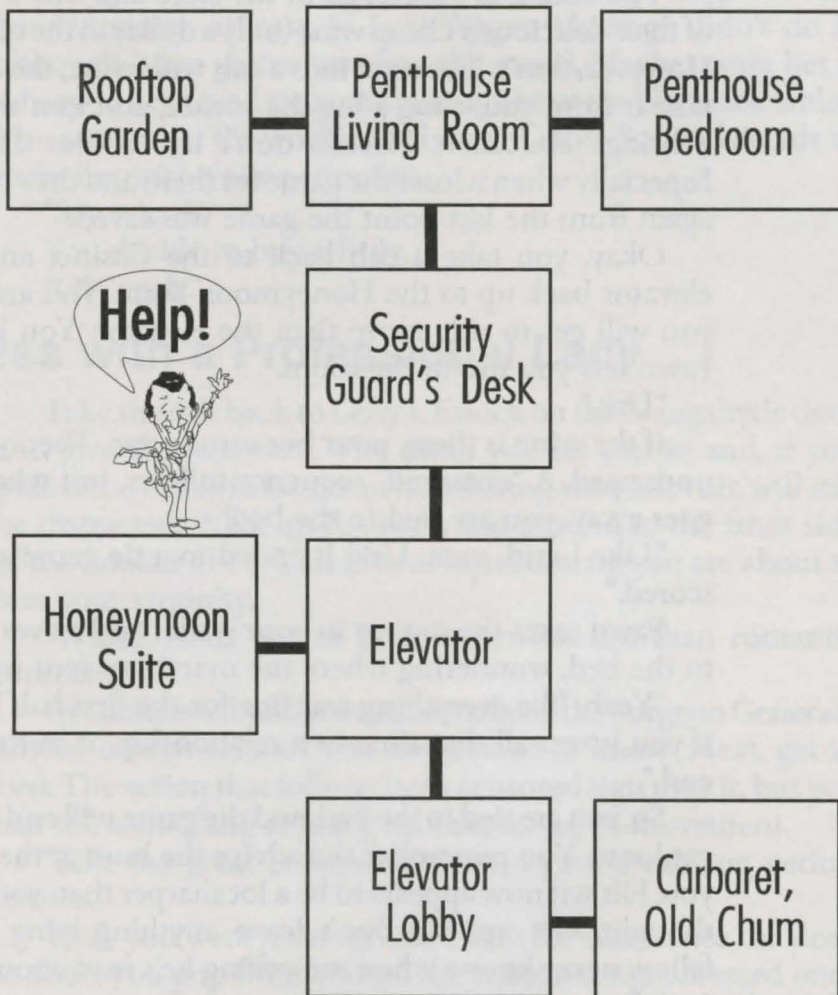 Rooftop
Garden
Penthouse
Living Room
Penthouse
Bedroom
Help!
Security
Guard's Desk
Honeymoon
Suite
Elevator
Elevator
Lobby
Carbaret,
Old Chum